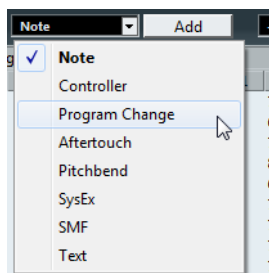 Note Add
Note
Controller
Program Change
Aftertouch
Pitchbend
SysEx
SMF
Text